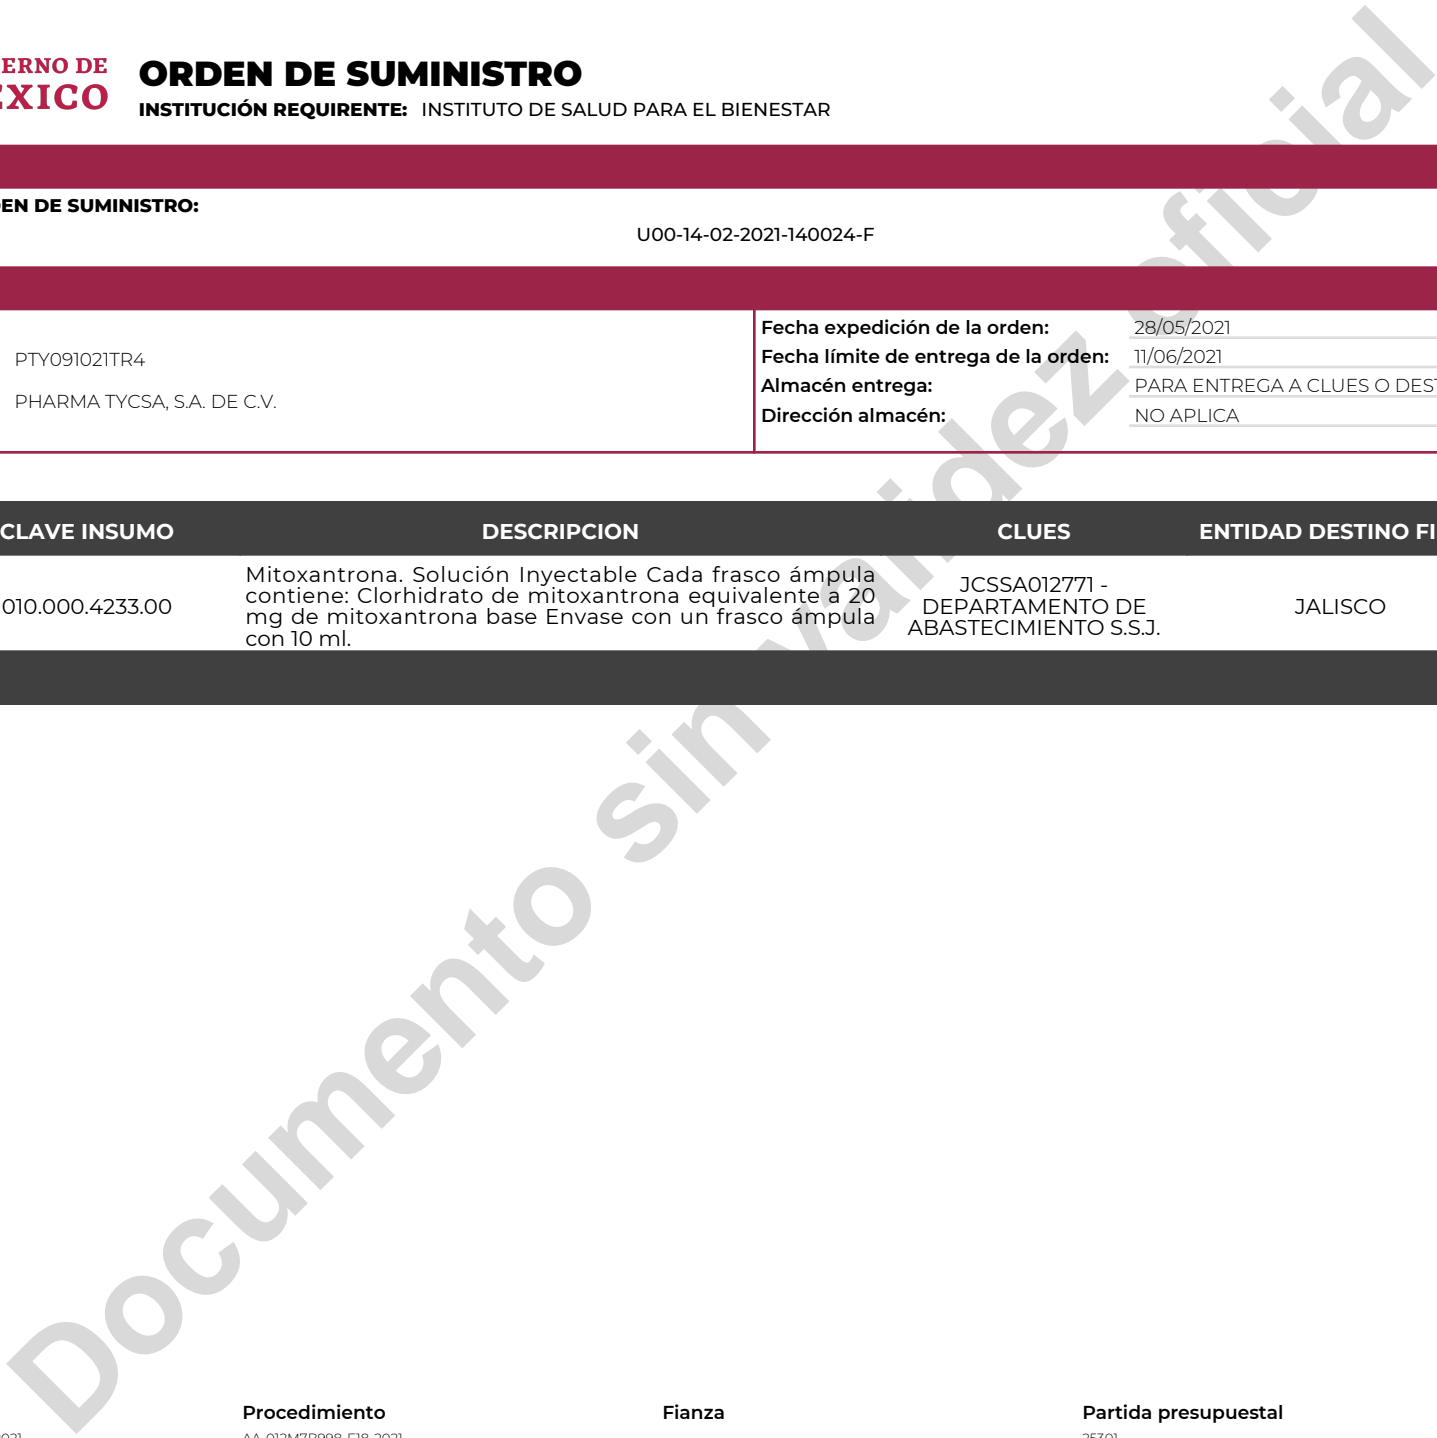 ERNO DE
ORDEN DE SUMINISTRO
INSTITUCIÓN REQUIRENTE: INSTITUTO DE SALUD PARA EL BIENESTAR
EN DE SUMINISTRO:
U00-14-02-2021-140024-F
PTY091021TR4
PHARMA TYCSA, S.A. DE C.V.
Fecha expedición de la orden: 28/05/2021
Fecha límite de entrega de la orden: 11/06/2021
Almacén entrega: PARA ENTREGA A CLUES O DEST
Dirección almacén: NO APLICA
CLAVE INSUMO DESCRIPCION CLUES ENTIDAD DESTINO FI
010.000.4233.00
Mitoxantrona. Solución Inyectable Cada frasco ámpula
contiene: Clorhidrato de mitoxantrona equivalente a 20
mg de mitoxantrona base Envase con un frasco ámpula
con 10 ml.
JCSSA012771 -
DEPARTAMENTO DE
ABASTECIMIENTO S.S.J.
JALISCO
Documento sin validez oficial
Procedimiento Fianza Partida presupuestal